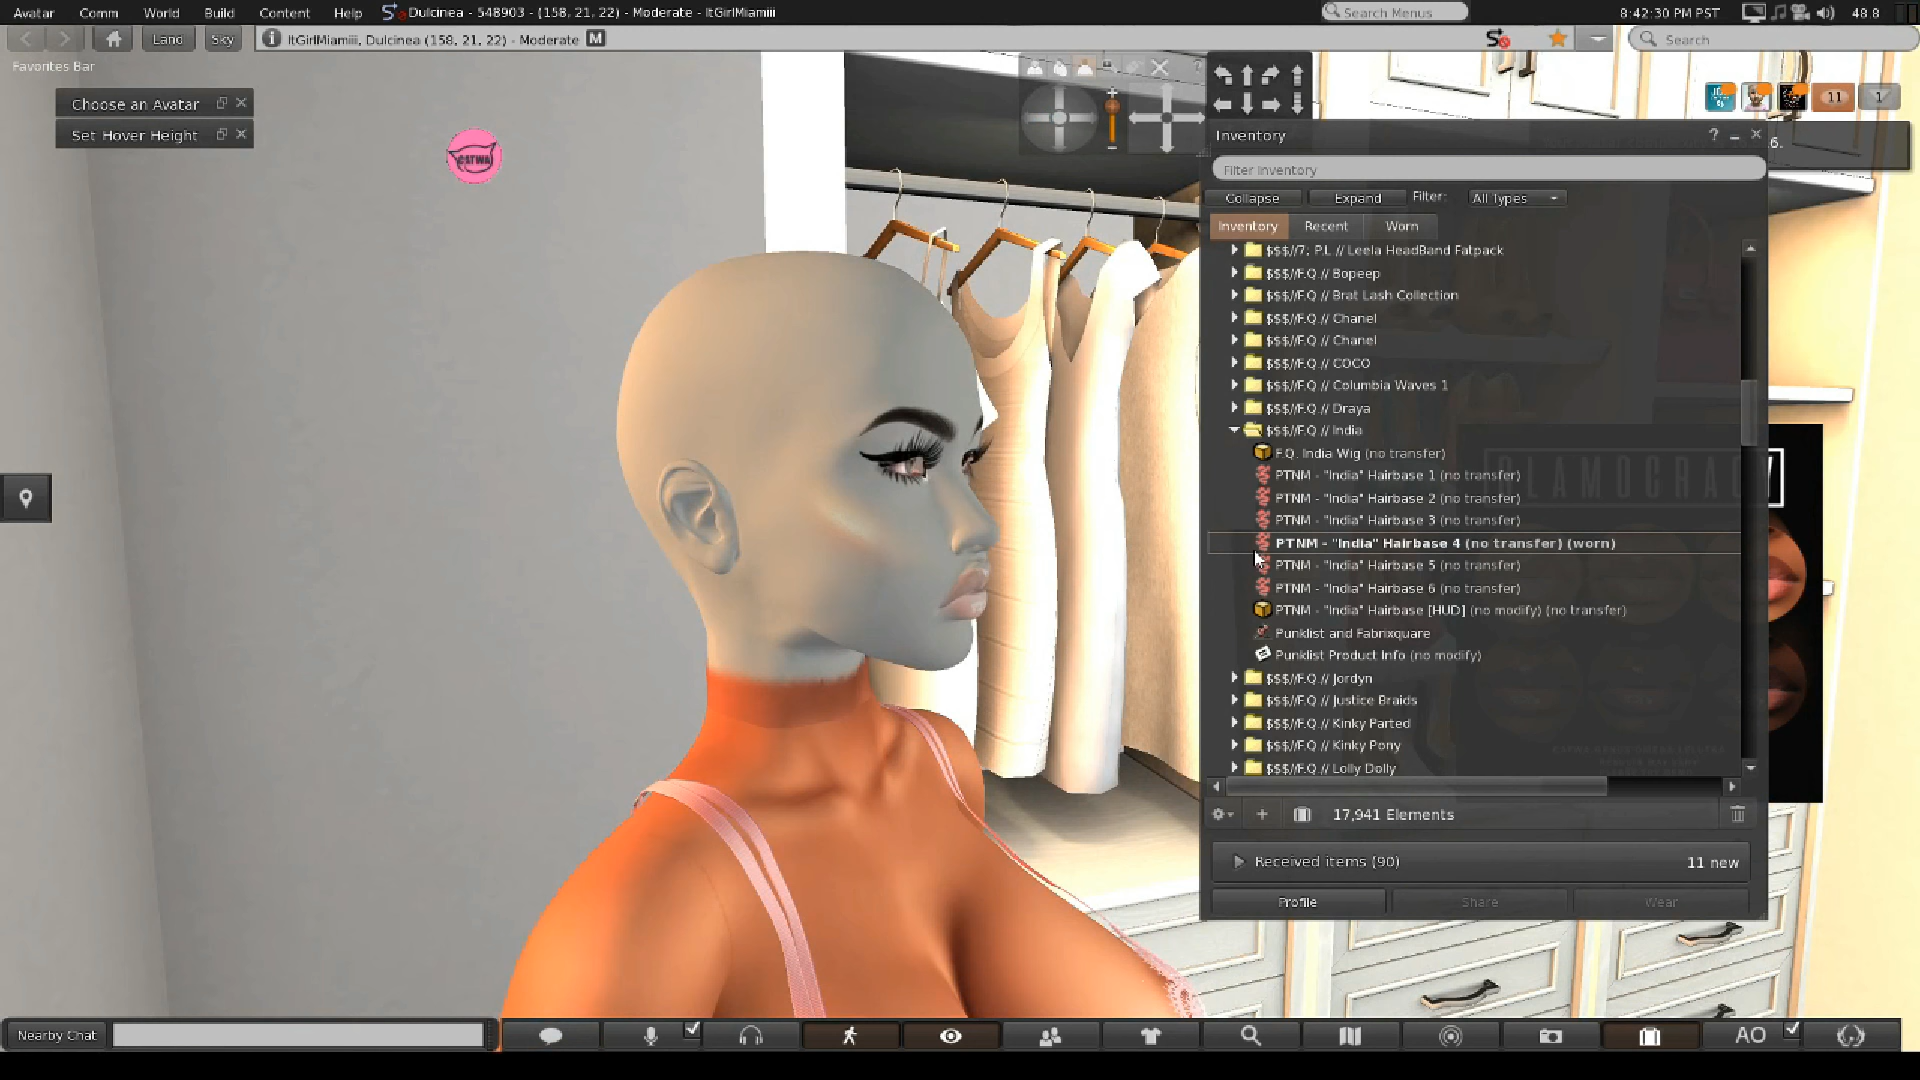 Avatar Comm World Build Content Help Dulcinea - 548903 - (158, 21, 22) - Moderate - ItGirlMiamiii Search Menus 8:42:30 PM PST 48.8
Land Sky ItGirlMiamiii, Dulcinea (158, 21, 22) - Moderate M Search
Favorites Bar
Choose an Avatar
Set Hover Height
CATWA
11 1
6.
Inventory
Filter Inventory
Collapse Expand Filter: All Types
Inventory Recent Worn
$$$//7; P.L // Leela HeadBand Fatpack
$$$//F.Q // Bopeep
$$$//F.Q // Brat Lash Collection
$$$//F.Q // Chanel
$$$//F.Q // Chanel
$$$//F.Q // COCO
$$$//F.Q // Columbia Waves 1
$$$//F.Q // Draya
$$$//F.Q // India
F.Q. India Wig (no transfer)
PTNM - "India" Hairbase 1 (no transfer)
PTNM - "India" Hairbase 2 (no transfer)
PTNM - "India" Hairbase 3 (no transfer)
PTNM - "India" Hairbase 4 (no transfer) (worn)
PTNM - "India" Hairbase 5 (no transfer)
PTNM - "India" Hairbase 6 (no transfer)
PTNM - "India" Hairbase [HUD] (no modify) (no transfer)
Punklist and Fabrixquare
Punklist Product Info (no modify)
$$$//F.Q // Jordyn
$$$//F.Q // Justice Braids
$$$//F.Q // Kinky Parted
$$$//F.Q // Kinky Pony
$$$//F.Q // Lolly Dolly
17,941 Elements
Received items (90) 11 new
Profile Share Wear
Nearby Chat AO